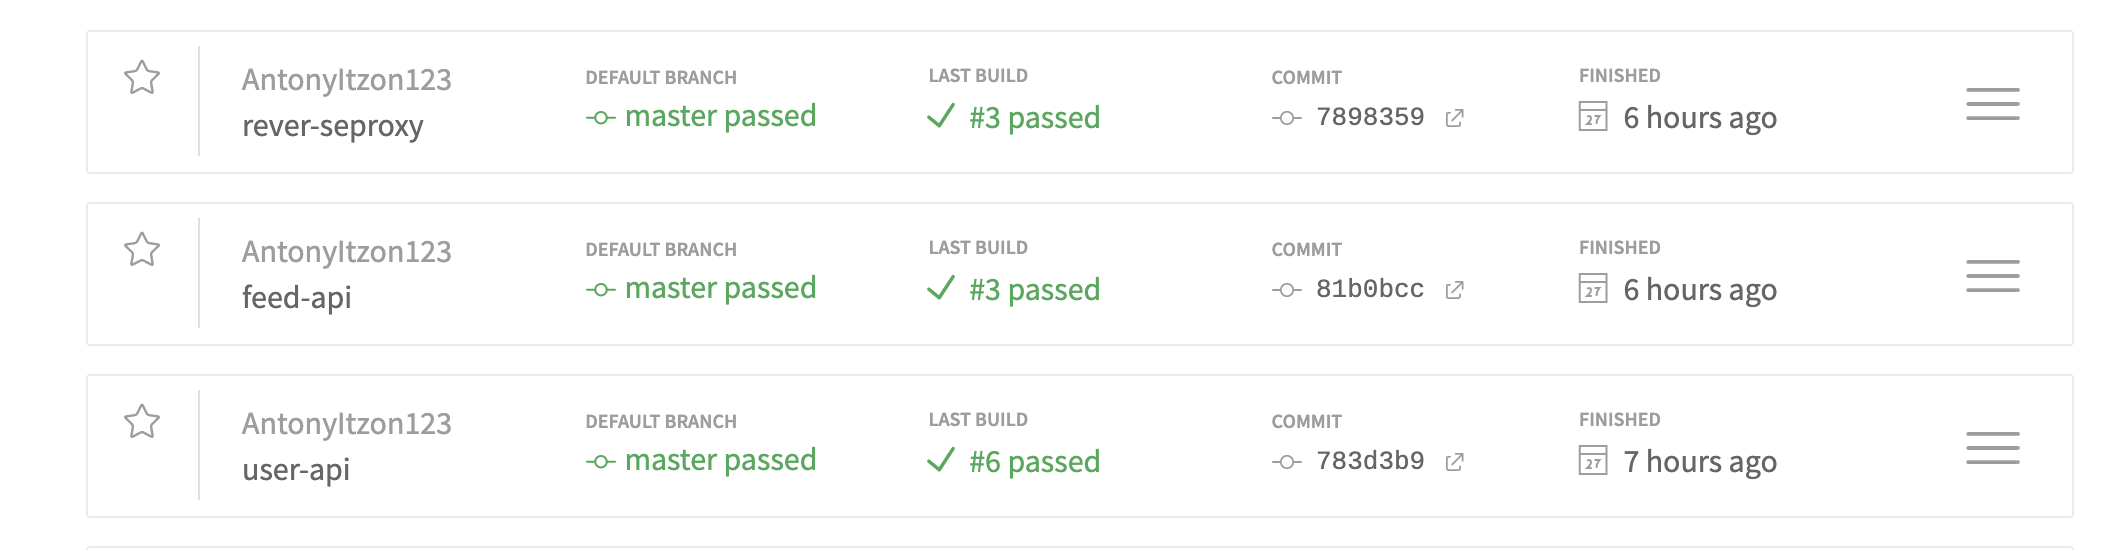 AntonyItzon123
rever-seproxy
DEFAULT BRANCH
master passed
LAST BUILD
#3 passed
COMMIT
7898359
FINISHED
27 6 hours ago
AntonyItzon123
feed-api
DEFAULT BRANCH
master passed
LAST BUILD
#3 passed
COMMIT
81b0bcc
FINISHED
27 6 hours ago
AntonyItzon123
user-api
DEFAULT BRANCH
master passed
LAST BUILD
#6 passed
COMMIT
783d3b9
FINISHED
27 7 hours ago